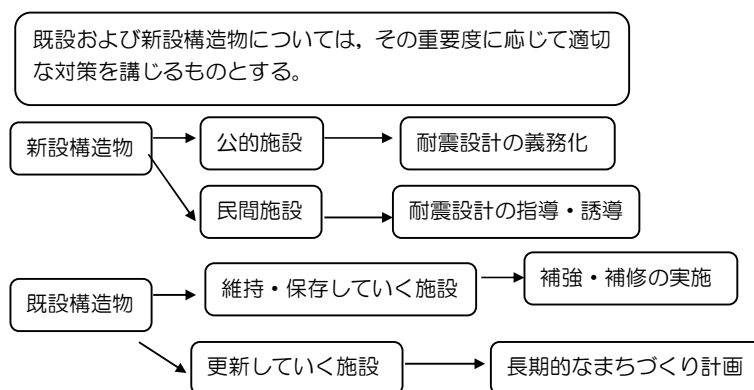 既設および新設構造物については，その重要度に応じて適切
な対策を講じるものとする。
新設構造物
公的施設
耐震設計の義務化
民間施設
耐震設計の指導・誘導
既設構造物
維持・保存していく施設
補強・補修の実施
更新していく施設
長期的なまちづくり計画